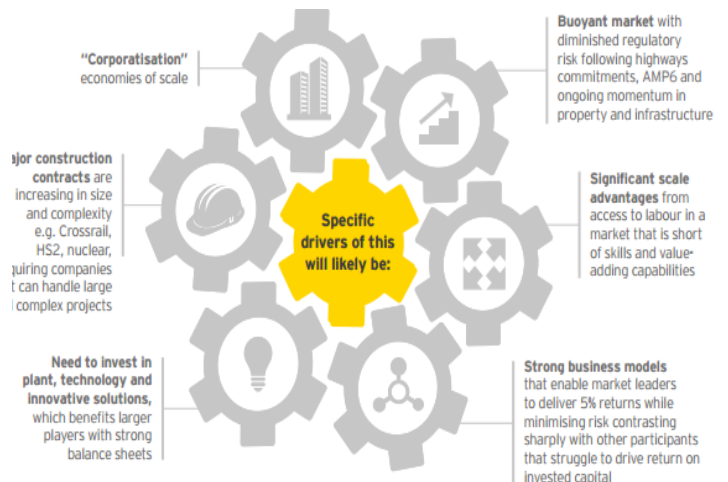 “Corporatisation”
economies of scale
Buoyant market with
diminished regulatory
risk following highways
commitments, AMP6 and
ongoing momentum in
property and infrastructure
ajor construction
contracts are
increasing in size
and complexity
e.g. Crossrail,
HS2, nuclear,
quiring companies
t can handle large
complex projects
Specific
drivers of this
will likely be:
Significant scale
advantages from
access to labour in a
market that is short
of skills and value-
adding capabilities
Need to invest in
plant, technology and
innovative solutions,
which benefits larger
players with strong
balance sheets
Strong business models
that enable market leaders
to deliver 5% returns while
minimising risk contrasting
sharply with other participants
that struggle to drive return on
invested capital